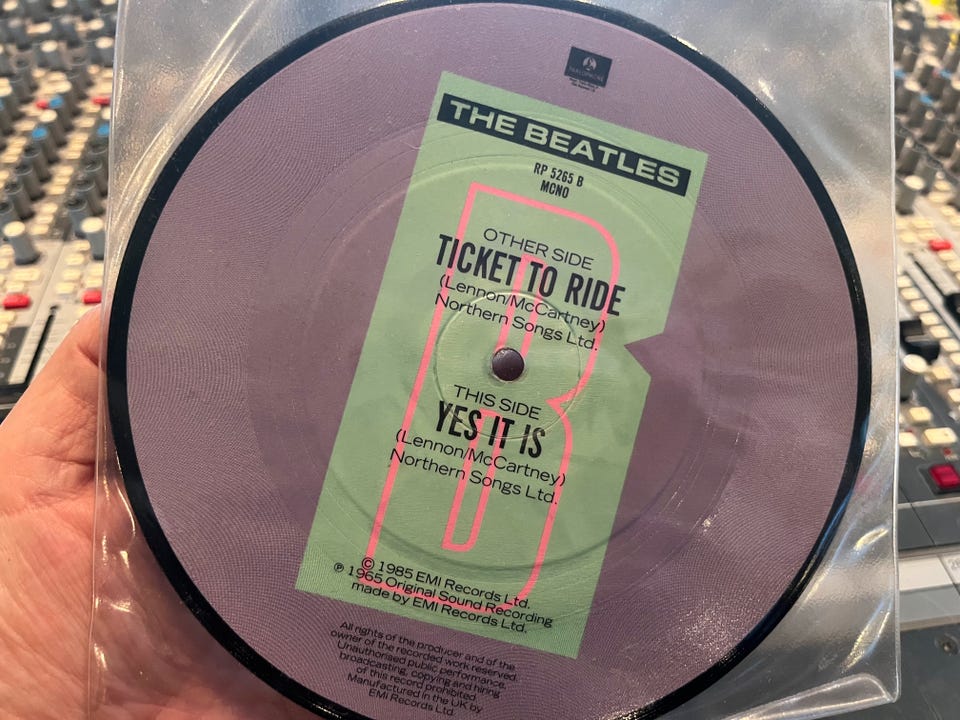 PARLOPHONE
THE BEATLES
RP 5265 B
MONO
OTHER SIDE
TICKET TO RIDE
(Lennon/McCartney)
Northern Songs Ltd.
THIS SIDE
YES IT IS
(Lennon/McCartney)
Northern Songs Ltd.
© 1985 EMI Records Ltd.
℗ 1965 Original Sound Recording
made by EMI Records Ltd.
All rights of the producer and of the
owner of the recorded work reserved.
Unauthorised public performance,
broadcasting, copying and hiring
of this record prohibited
Manufactured in the UK by
EMI Records Ltd.